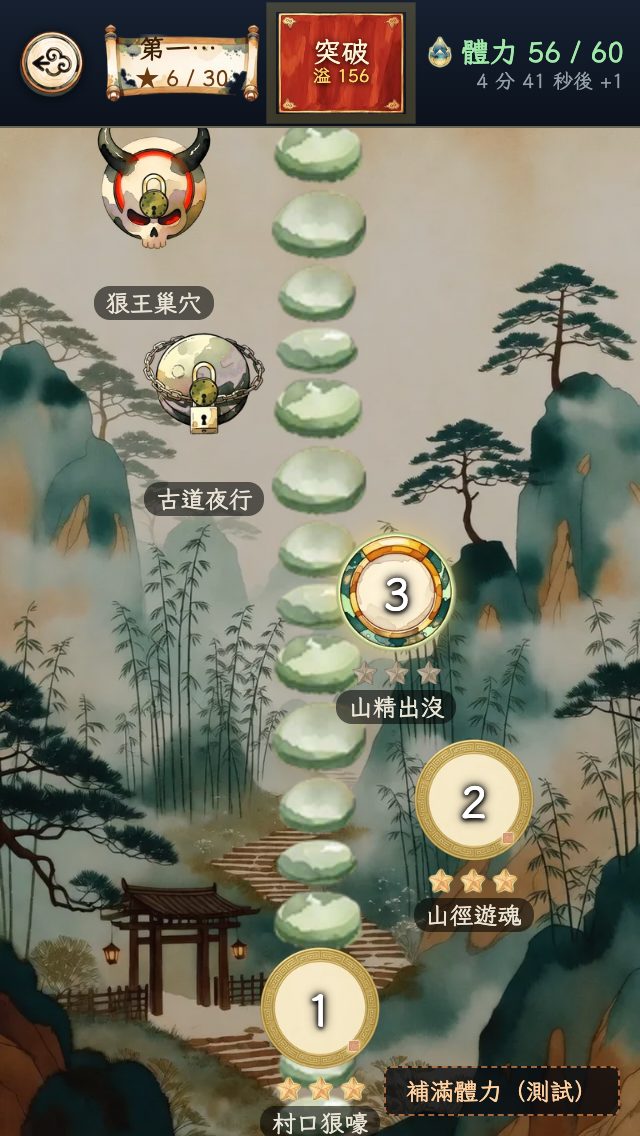 第一…
★ 6 / 30
突破
溢 156
體力 56 / 60
4 分 41 秒後 +1
狠王巢穴
古道夜行
3
山精出沒
2
山徑遊魂
1
補滿體力（測試）
村口狠嚎